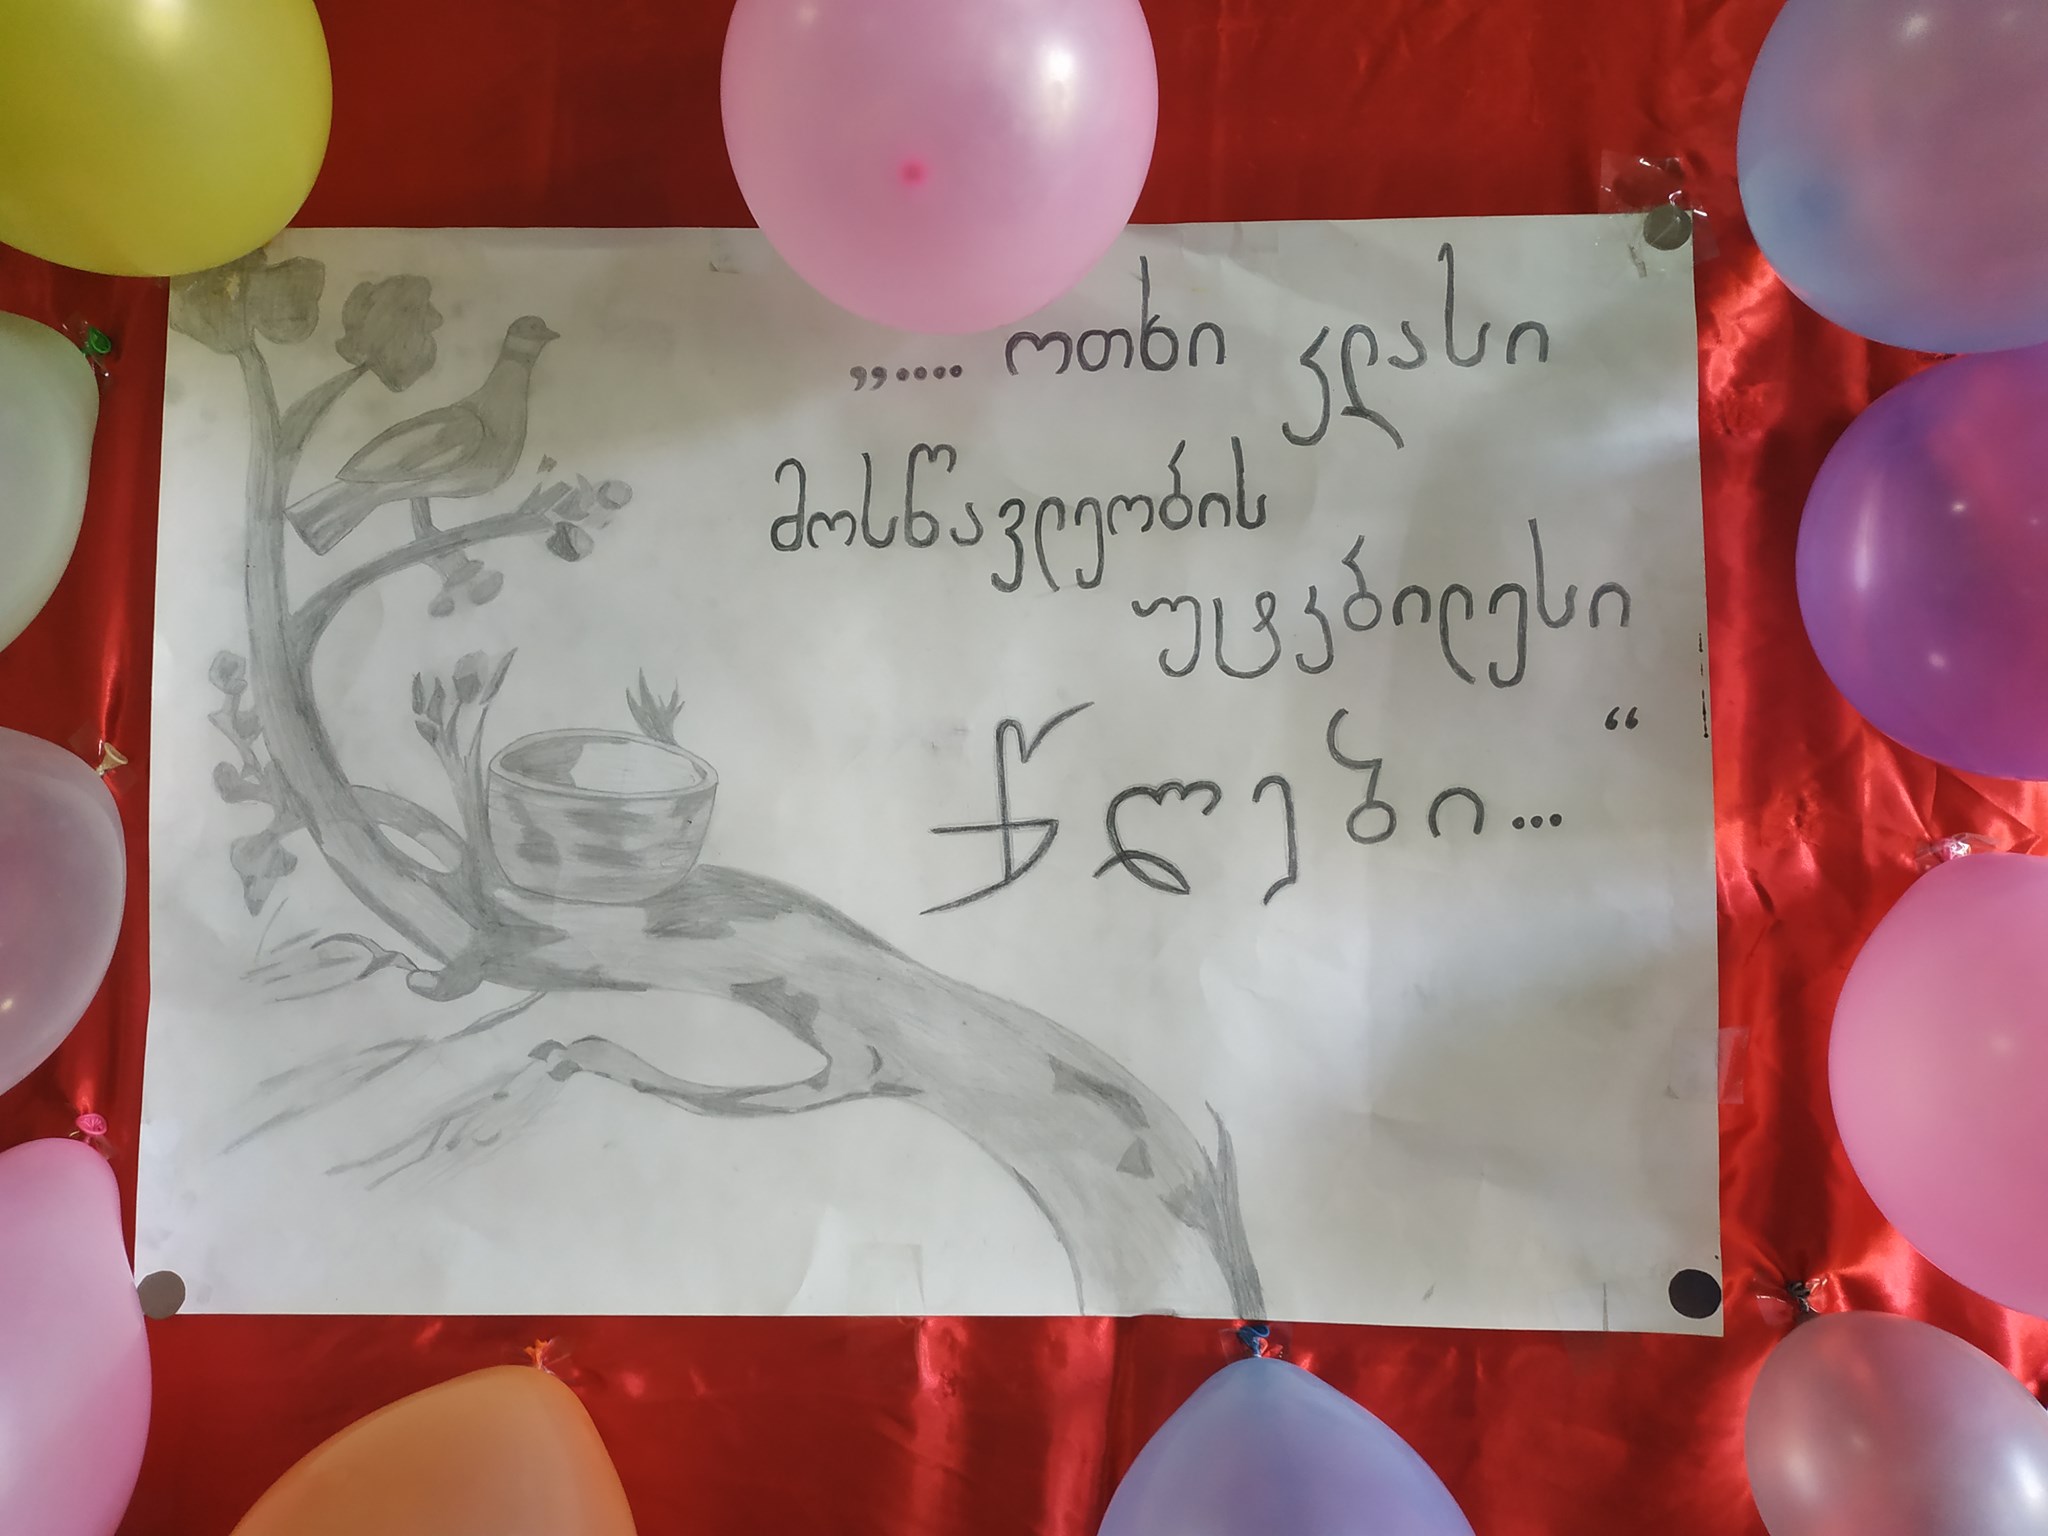 „.... ოთხი კლასი
მოსწავლეობის
უტკბილესი
წლები... “